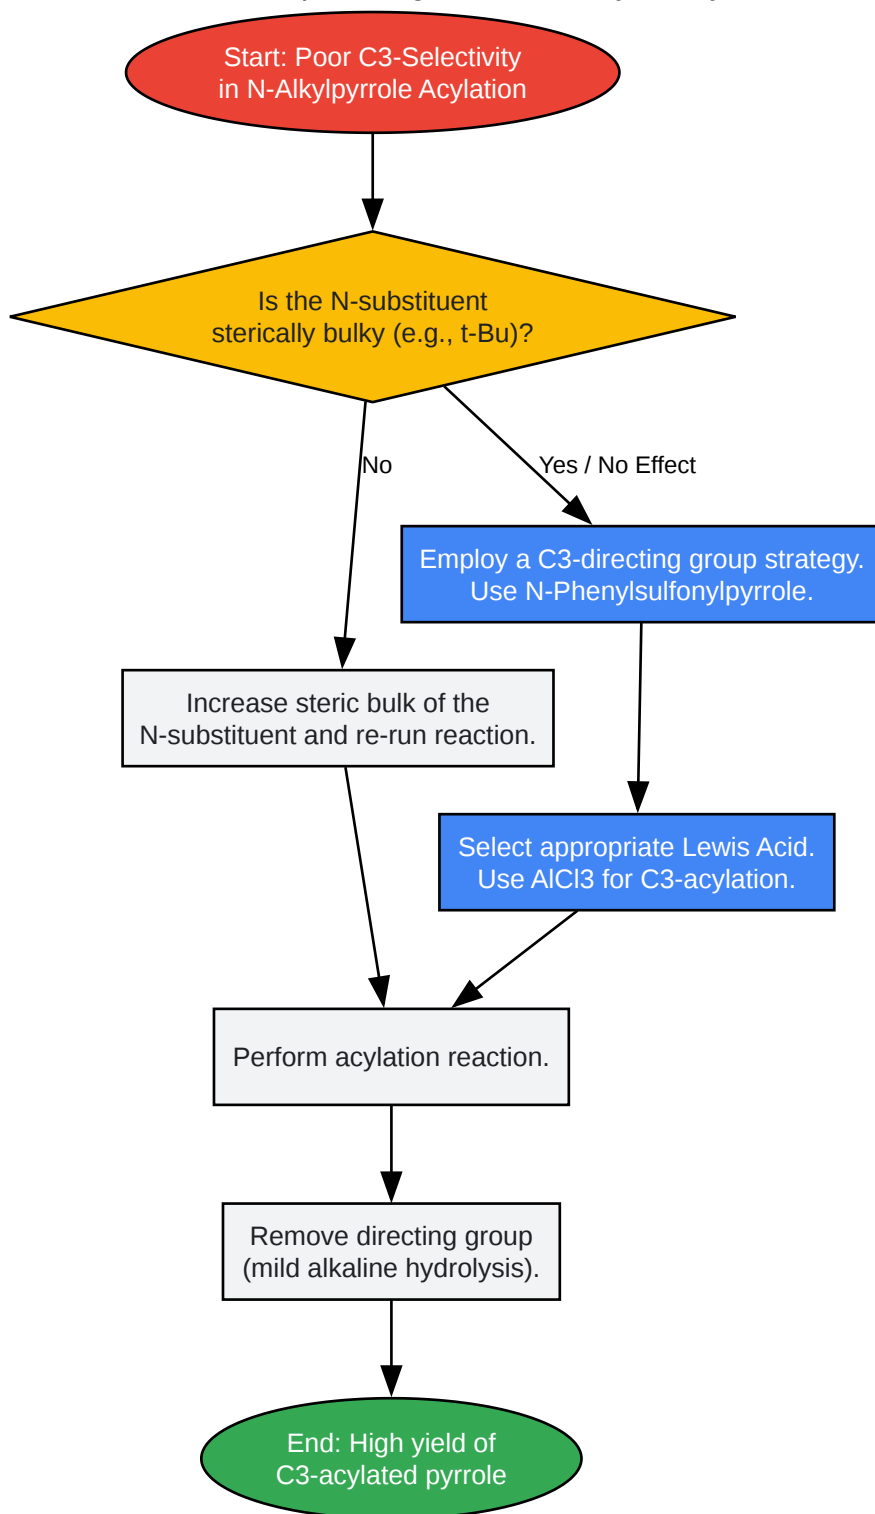 Start: Poor C3-Selectivity
in N-Alkylpyrrole Acylation
Is the N-substituent
sterically bulky (e.g., t-Bu)?
No
Yes / No Effect
Employ a C3-directing group strategy.
Use N-Phenylsulfonylpyrrole.
Increase steric bulk of the
N-substituent and re-run reaction.
Select appropriate Lewis Acid.
Use AlCl3 for C3-acylation.
Perform acylation reaction.
Remove directing group
(mild alkaline hydrolysis).
End: High yield of
C3-acylated pyrrole